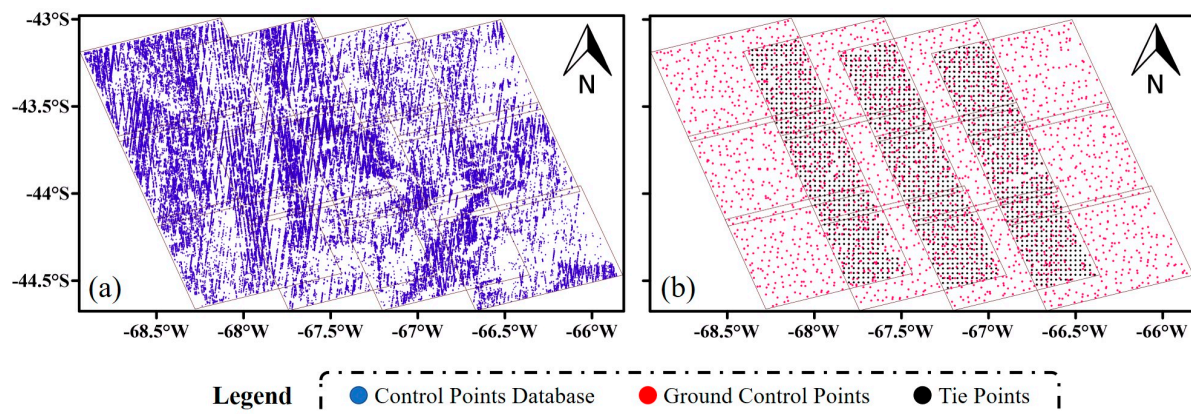 -43°S
-43.5°S
-44°S
-44.5°S
N
(a)
-68.5°W -68°W -67.5°W -67°W -66.5°W -66°W
N
(b)
-68.5°W -68°W -67.5°W -67°W -66.5°W -66°W
Legend Control Points Database Ground Control Points Tie Points